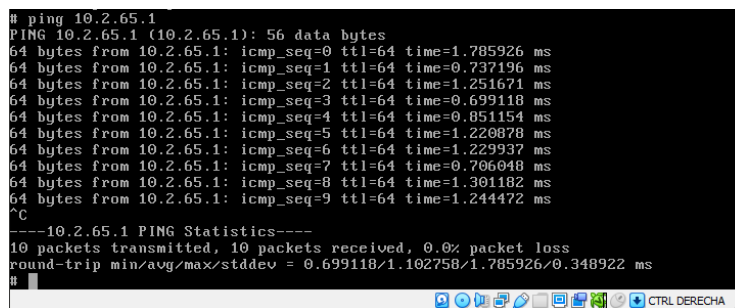 # ping 10.2.65.1
PING 10.2.65.1 (10.2.65.1): 56 data bytes
64 bytes from 10.2.65.1: icmp_seq=0 ttl=64 time=1.785926 ms
64 bytes from 10.2.65.1: icmp_seq=1 ttl=64 time=0.737196 ms
64 bytes from 10.2.65.1: icmp_seq=2 ttl=64 time=1.251671 ms
64 bytes from 10.2.65.1: icmp_seq=3 ttl=64 time=0.699118 ms
64 bytes from 10.2.65.1: icmp_seq=4 ttl=64 time=0.851154 ms
64 bytes from 10.2.65.1: icmp_seq=5 ttl=64 time=1.220878 ms
64 bytes from 10.2.65.1: icmp_seq=6 ttl=64 time=1.229937 ms
64 bytes from 10.2.65.1: icmp_seq=7 ttl=64 time=0.706048 ms
64 bytes from 10.2.65.1: icmp_seq=8 ttl=64 time=1.301182 ms
64 bytes from 10.2.65.1: icmp_seq=9 ttl=64 time=1.244472 ms
^C
----10.2.65.1 PING Statistics----
10 packets transmitted, 10 packets received, 0.0% packet loss
round-trip min/avg/max/stddev = 0.699118/1.102758/1.785926/0.348922 ms
#
CTRL DERECHA